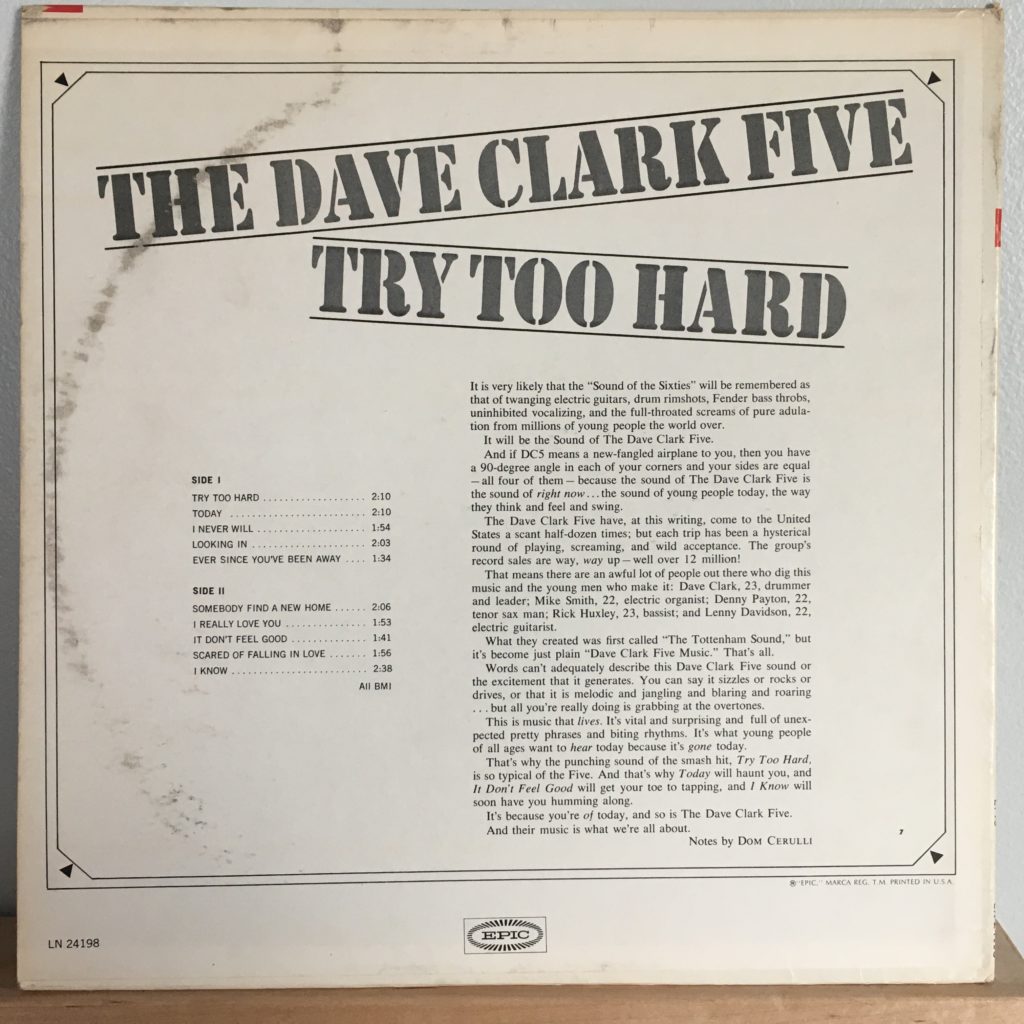 THE DAVE CLARK FIVE
TRY TOO HARD
SIDE I
TRY TOO HARD ................... 2:10
TODAY ......................... 2:10
I NEVER WILL .................... 1:54
LOOKING IN ..................... 2:03
EVER SINCE YOU'VE BEEN AWAY .... 1:34
SIDE II
SOMEBODY FIND A NEW HOME ...... 2:06
I REALLY LOVE YOU ............... 1:53
IT DON'T FEEL GOOD .............. 1:41
SCARED OF FALLING IN LOVE ....... 1:56
I KNOW ......................... 2:38
All BMI
It is very likely that the "Sound of the Sixties" will be remembered as
that of twanging electric guitars, drum rimshots, Fender bass throbs,
uninhibited vocalizing, and the full-throated screams of pure adula-
tion from millions of young people the world over.
It will be the Sound of The Dave Clark Five.
And if DC5 means a new-fangled airplane to you, then you have
a 90-degree angle in each of your corners and your sides are equal
—all four of them—because the sound of The Dave Clark Five is
the sound of right now...the sound of young people today, the way
they think and feel and swing.
The Dave Clark Five have, at this writing, come to the United
States a scant half-dozen times; but each trip has been a hysterical
round of playing, screaming, and wild acceptance. The group's
record sales are way, way up—well over 12 million!
That means there are an awful lot of people out there who dig this
music and the young men who make it: Dave Clark, 23, drummer
and leader; Mike Smith, 22, electric organist; Denny Payton, 22,
tenor sax man; Rick Huxley, 23, bassist; and Lenny Davidson, 22,
electric guitarist.
What they created was first called "The Tottenham Sound," but
it's become just plain "Dave Clark Five Music." That's all.
Words can't adequately describe this Dave Clark Five sound or
the excitement that it generates. You can say it sizzles or rocks or
drives, or that it is melodic and jangling and blaring and roaring
...but all you're really doing is grabbing at the overtones.
This is music that lives. It's vital and surprising and full of unex-
pected pretty phrases and biting rhythms. It's what young people
of all ages want to hear today because it's gone today.
That's why the punching sound of the smash hit, Try Too Hard,
is so typical of the Five. And that's why Today will haunt you, and
It Don't Feel Good will get your toe to tapping, and I Know will
soon have you humming along.
It's because you're of today, and so is The Dave Clark Five.
And their music is what we're all about.
Notes by DOM CERULLI
7
® "EPIC," MARCA REG. T.M. PRINTED IN U.S.A.
LN 24198
EPIC